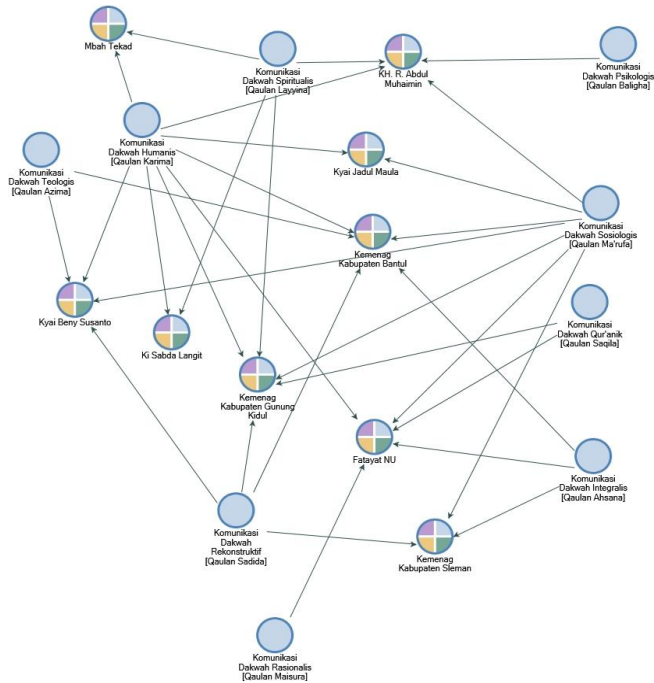 Mbah Tekad
Komunikasi
Dakwah Spiritualis
[Qaulan Layyina]
KH. R. Abdul
Muhaimin
Komunikasi
Dakwah Psikologis
[Qaulan Baligha]
Komunikasi
Dakwah Humanis
[Qaulan Karima]
Komunikasi
Dakwah Teologis
[Qaulan Azima]
Kyai Jadul Maula
Komunikasi
Dakwah Sosiologis
[Qaulan Ma'rufa]
Kemenag
Kabupaten Bantul
Kyai Beny Susanto
Ki Sabda Langit
Komunikasi
Dakwah Qur'anik
[Qaulan Saqila]
Kemenag
Kabupaten Gunung
Kidul
Fatayat NU
Komunikasi
Dakwah Integralis
[Qaulan Ahsana]
Komunikasi
Dakwah
Rekonstruktif
[Qaulan Sadida]
Kemenag
Kabupaten Sleman
Komunikasi
Dakwah Rasionalis
[Qaulan Maisura]